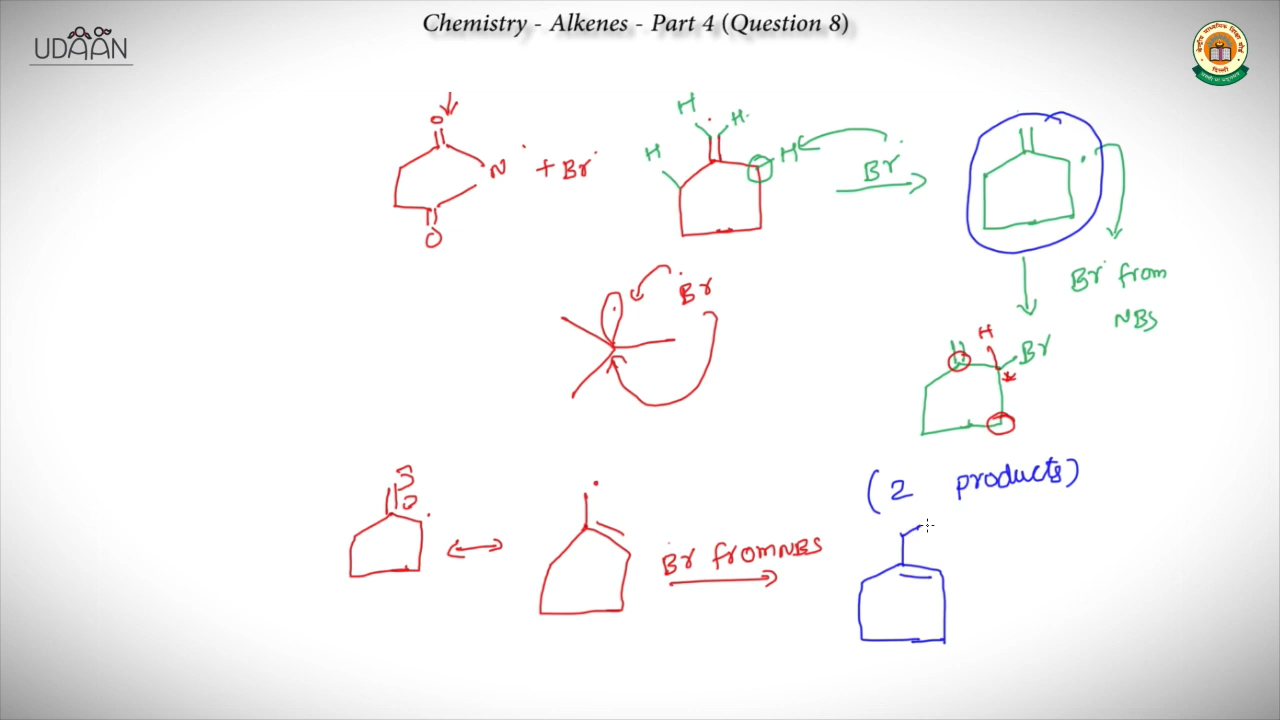 Chemistry - Alkenes - Part 4 (Question 8)
UDAAN
O
N + Br
O
H
H
H
H
Br
Br from
NBS
Br
H
Br
(2 products)
Br from NBS